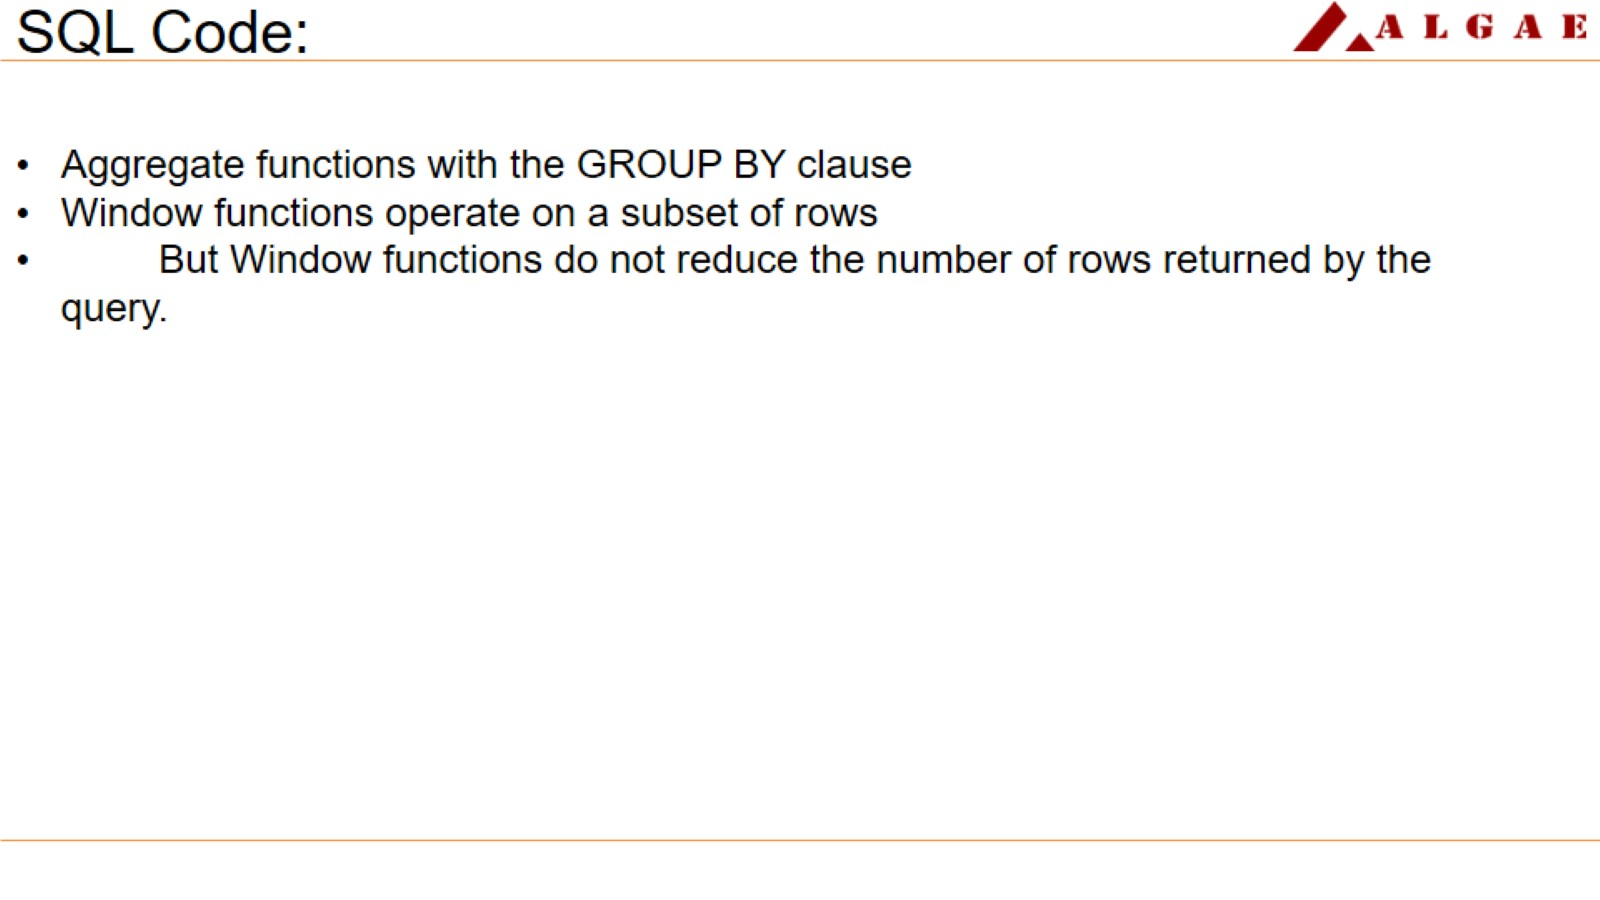 SQL Code:
ALGAE
• Aggregate functions with the GROUP BY clause
• Window functions operate on a subset of rows
• But Window functions do not reduce the number of rows returned by the
query.